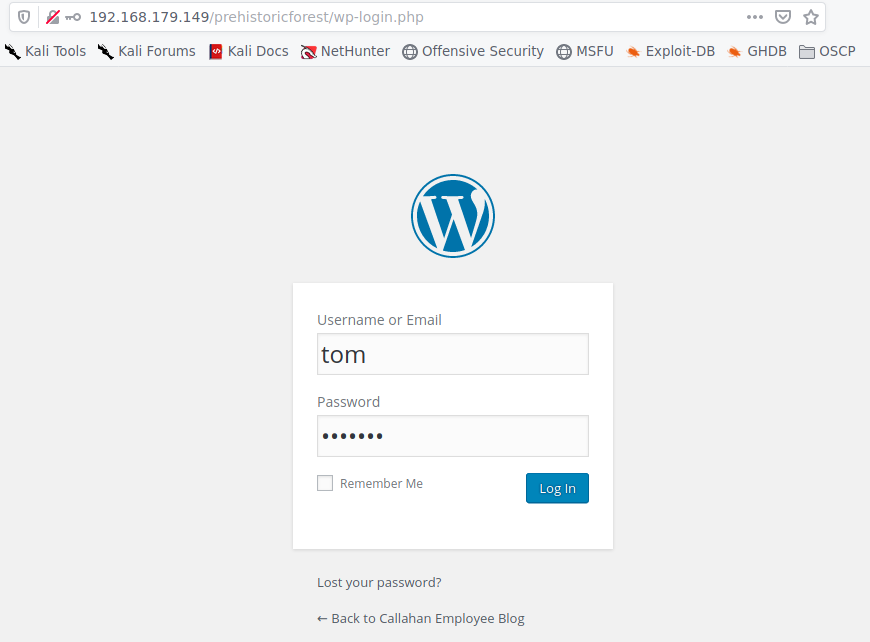 192.168.179.149/prehistoricforest/wp-login.php
Kali Tools Kali Forums Kali Docs NetHunter Offensive Security MSFU Exploit-DB GHDB OSCP
Username or Email
tom
Password
•••••••
Remember Me Log In
Lost your password?
← Back to Callahan Employee Blog